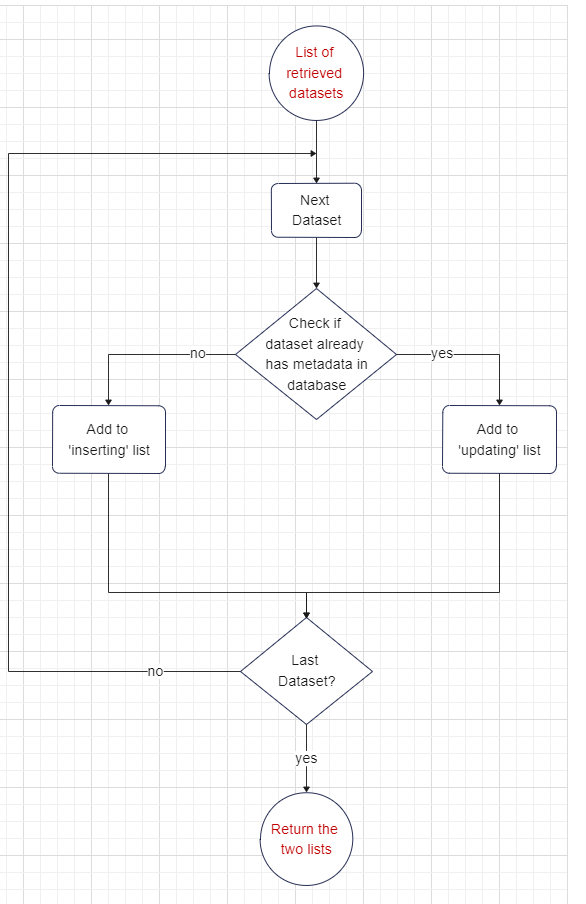 List of
retrieved
datasets
Next
Dataset
Check if
dataset already
has metadata in
database
no
yes
Add to
'inserting' list
Add to
'updating' list
Last
Dataset?
no
yes
Return the
two lists